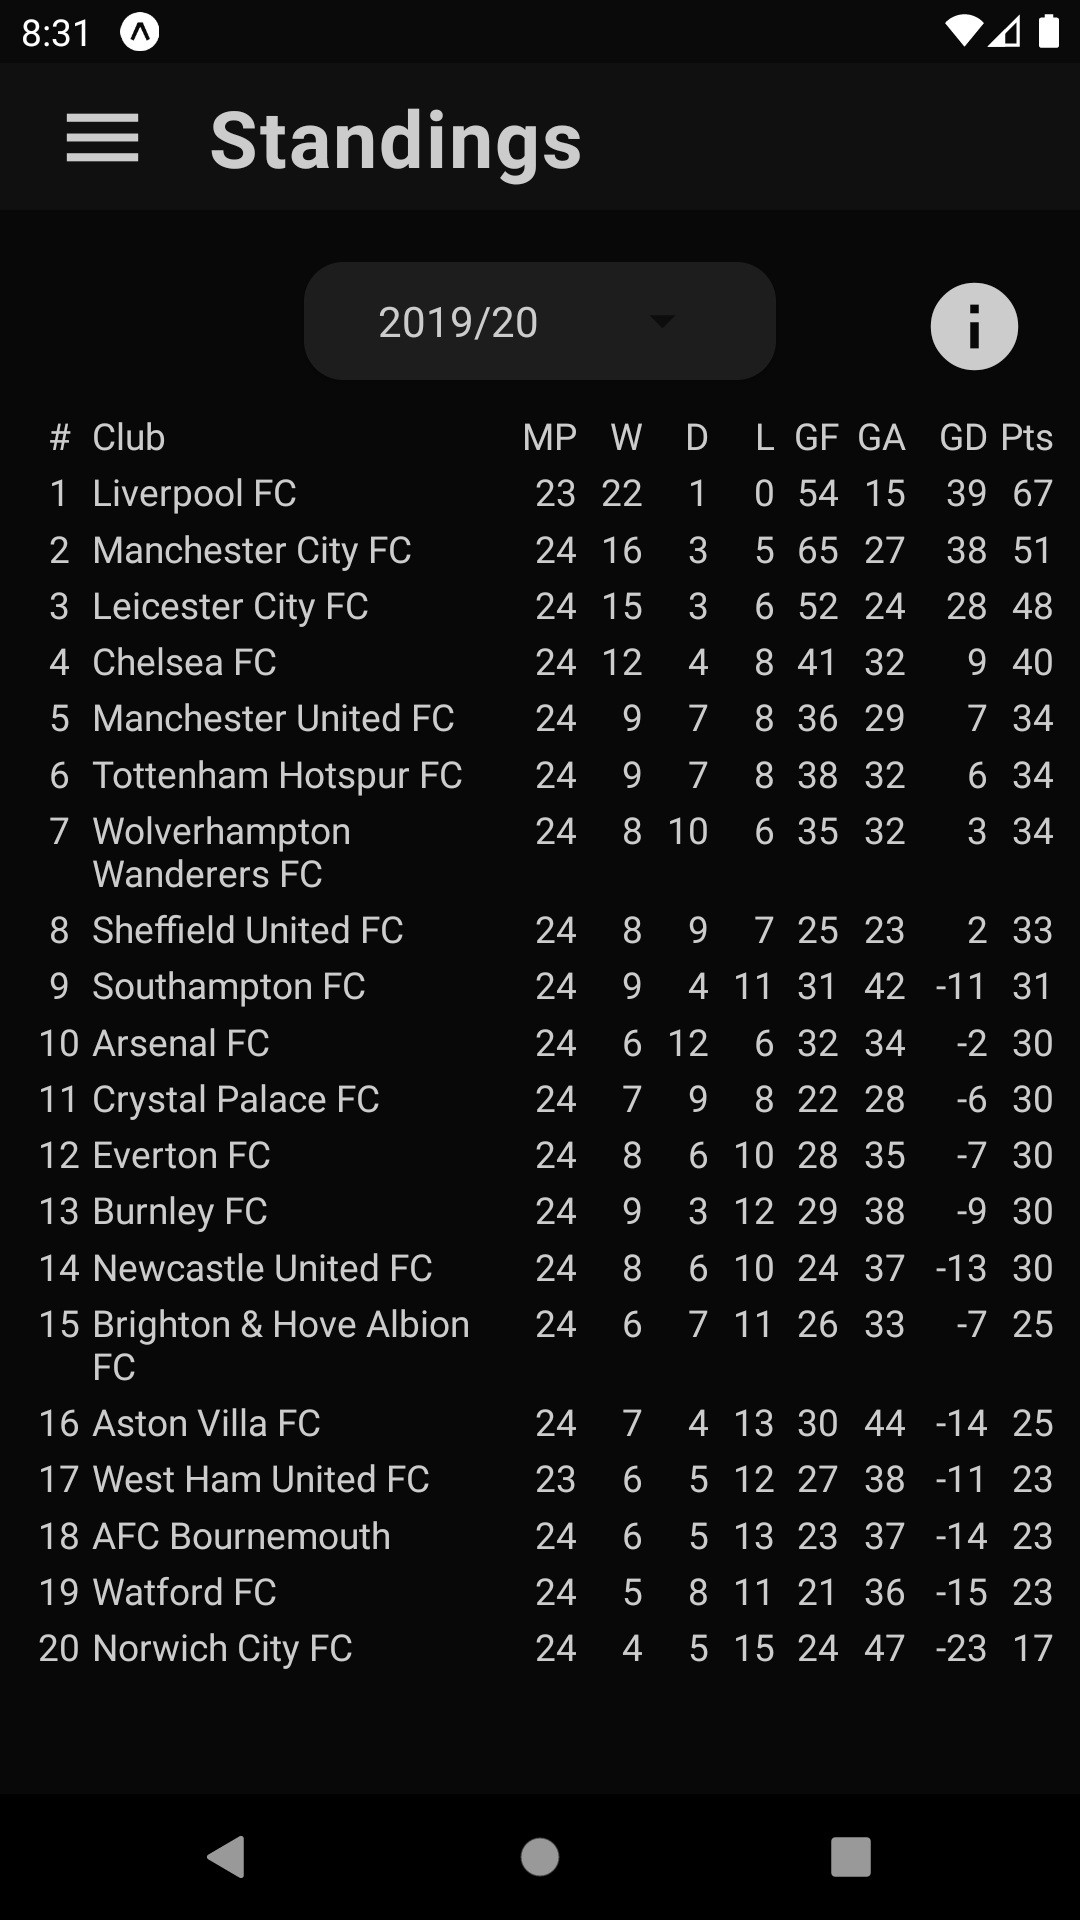 8:31
Standings
2019/20
# Club MP W D L GF GA GD Pts
1 Liverpool FC 23 22 1 0 54 15 39 67
2 Manchester City FC 24 16 3 5 65 27 38 51
3 Leicester City FC 24 15 3 6 52 24 28 48
4 Chelsea FC 24 12 4 8 41 32 9 40
5 Manchester United FC 24 9 7 8 36 29 7 34
6 Tottenham Hotspur FC 24 9 7 8 38 32 6 34
7 Wolverhampton 24 8 10 6 35 32 3 34
Wanderers FC
8 Sheffield United FC 24 8 9 7 25 23 2 33
9 Southampton FC 24 9 4 11 31 42 -11 31
10 Arsenal FC 24 6 12 6 32 34 -2 30
11 Crystal Palace FC 24 7 9 8 22 28 -6 30
12 Everton FC 24 8 6 10 28 35 -7 30
13 Burnley FC 24 9 3 12 29 38 -9 30
14 Newcastle United FC 24 8 6 10 24 37 -13 30
15 Brighton & Hove Albion 24 6 7 11 26 33 -7 25
FC
16 Aston Villa FC 24 7 4 13 30 44 -14 25
17 West Ham United FC 23 6 5 12 27 38 -11 23
18 AFC Bournemouth 24 6 5 13 23 37 -14 23
19 Watford FC 24 5 8 11 21 36 -15 23
20 Norwich City FC 24 4 5 15 24 47 -23 17